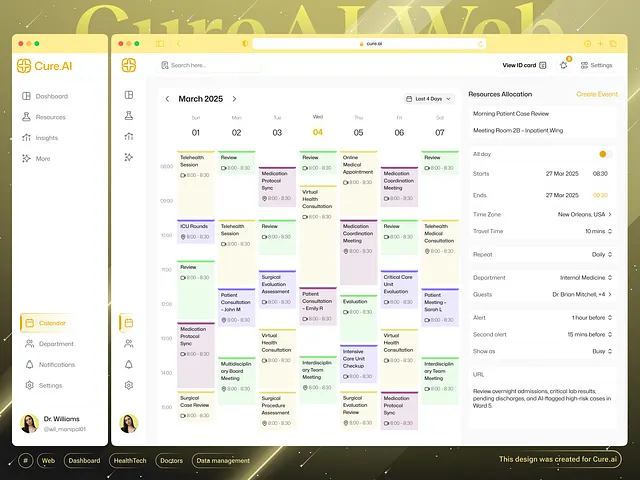 CureAI Web
Cure.AI
Dashboard
Resources
Insights
More
Calendar
Department
Notifications
Settings
Dr. Williams
@wil_manipal01
cure.ai
Search here...
View ID card
Settings
March 2025
Last 4 Days
Sun Mon Tue Wed Thu Fri Sat
01 02 03 04 05 06 07
08:00
09:00
10:00
11:00
12:00
13:00
14:00
15:00
Telehealth Session
8:00 - 8:30
ICU Rounds
8:00 - 8:30
Review
8:00 - 8:30
Medication Protocol Sync
8:00 - 8:30
Surgical Case Review
8:00 - 8:30
Review
8:00 - 8:30
Telehealth Session
8:00 - 8:30
Patient Consultation - John M
8:00 - 8:30
Multidisciplinary Board Meeting
8:00 - 8:30
Medication Protocol Sync
8:00 - 8:30
Review
8:00 - 8:30
Surgical Evaluation Assessment
8:00 - 8:30
Virtual Health Consultation
8:00 - 8:30
Surgical Procedure Assessment
8:00 - 8:30
Review
8:00 - 8:30
Virtual Health Consultation
8:00 - 8:30
Patient Consultation - Emily R
8:00 - 8:30
Interdisciplinary Team Meeting
8:00 - 8:30
Online Medical Appointment
8:00 - 8:30
Medication Coordination Meeting
8:00 - 8:30
Evaluation
8:00 - 8:30
Intensive Care Unit Checkup
8:00 - 8:30
Surgical Evaluation Review
8:00 - 8:30
Medication Coordination Meeting
8:00 - 8:30
Review
8:00 - 8:30
Critical Care Unit Evaluation
8:00 - 8:30
Virtual Health Consultation
8:00 - 8:30
Medication Protocol Sync
8:00 - 8:30
Review
8:00 - 8:30
Telehealth Medical Consultation
8:00 - 8:30
Patient Meeting - Sarah L
8:00 - 8:30
Interdisciplinary Team Meeting
8:00 - 8:30
Resources Allocation
Create Evsent
Morning Patient Case Review
Meeting Room 2B – Inpatient Wing
All day
Starts 27 Mar 2025 08:30
Ends 27 Mar 2025 09:30
Time Zone New Orleans, USA
Travel Time 10 mins
Repeat Daily
Department Internal Medicine
Guests Dr. Brian Mitchell, +4
Alert 1 hour before
Second alert 15 mins before
Show as Busy
URL
Review overnight admissions, critical lab results,
pending discharges, and AI-flagged high-risk cases in
Ward 5.
# Web Dashboard HealthTech Doctors Data management
This design was created for Cure.ai